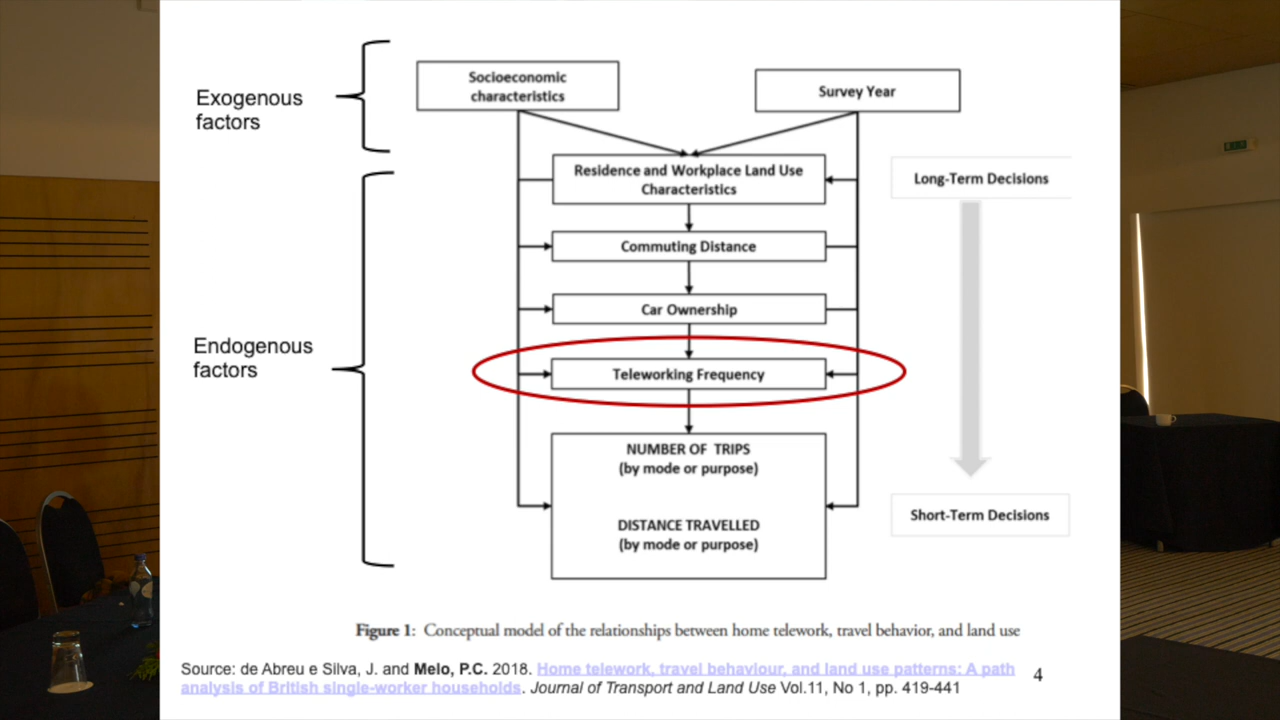 Exogenous
factors
Socioeconomic
characteristics
Survey Year
Residence and Workplace Land Use
Characteristics
Long-Term Decisions
Commuting Distance
Car Ownership
Endogenous
factors
Teleworking Frequency
NUMBER OF TRIPS
(by mode or purpose)
DISTANCE TRAVELLED
(by mode or purpose)
Short-Term Decisions
Figure 1: Conceptual model of the relationships between home telework, travel behavior, and land use
Source: de Abreu e Silva, J. and Melo, P.C. 2018. Home telework, travel behaviour, and land use patterns: A path
analysis of British single-worker households. Journal of Transport and Land Use Vol.11, No 1, pp. 419-441
4